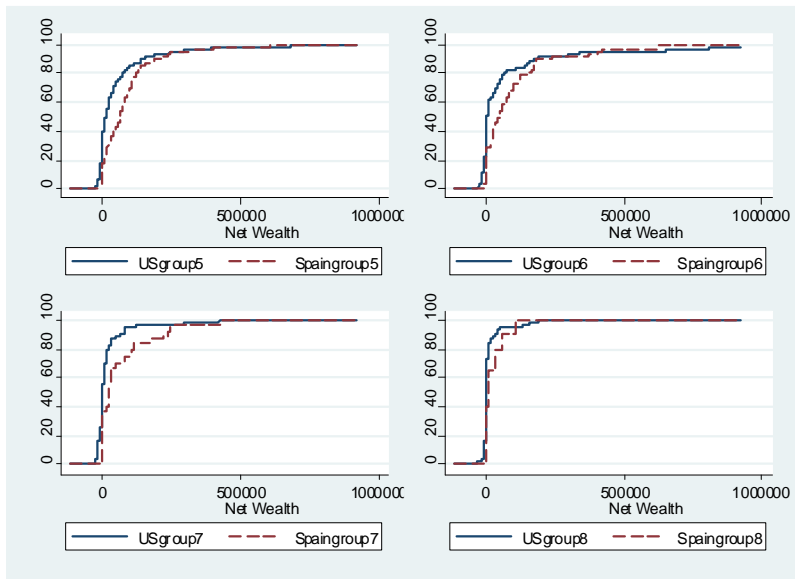 100
80
60
40
20
0
0 500000 1000000
Net Wealth
USgroup5 Spaingroup5
100
80
60
40
20
0
0 500000 1000000
Net Wealth
USgroup6 Spaingroup6
100
80
60
40
20
0
0 500000 1000000
Net Wealth
USgroup7 Spaingroup7
100
80
60
40
20
0
0 500000 1000000
Net Wealth
USgroup8 Spaingroup8